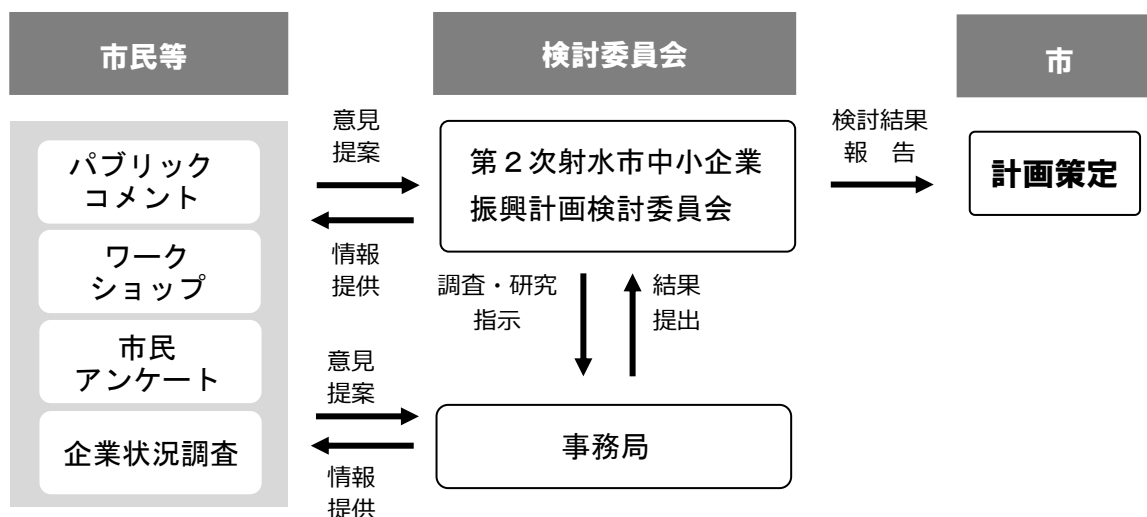 市民等
検討委員会
市
パブリック
コメント
ワーク
ショップ
市民
アンケート
企業状況調査
意見
提案
情報
提供
意見
提案
情報
提供
第２次射水市中小企業
振興計画検討委員会
調査・研究
指示
結果
提出
事務局
検討結果
報　告
計画策定